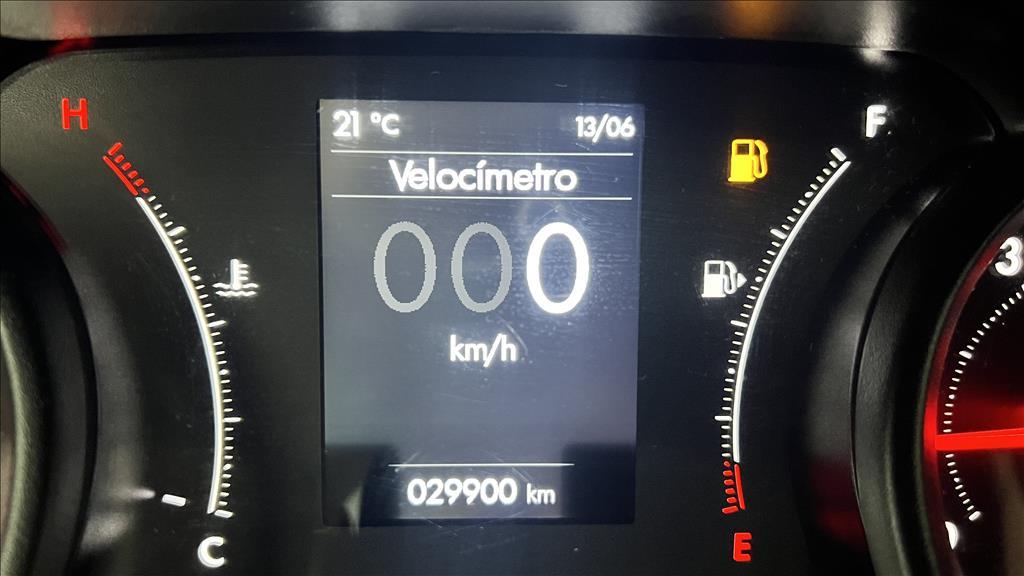 H
21 °C 13/06
F
Velocímetro
000
3
km/h
029900 km
C
E